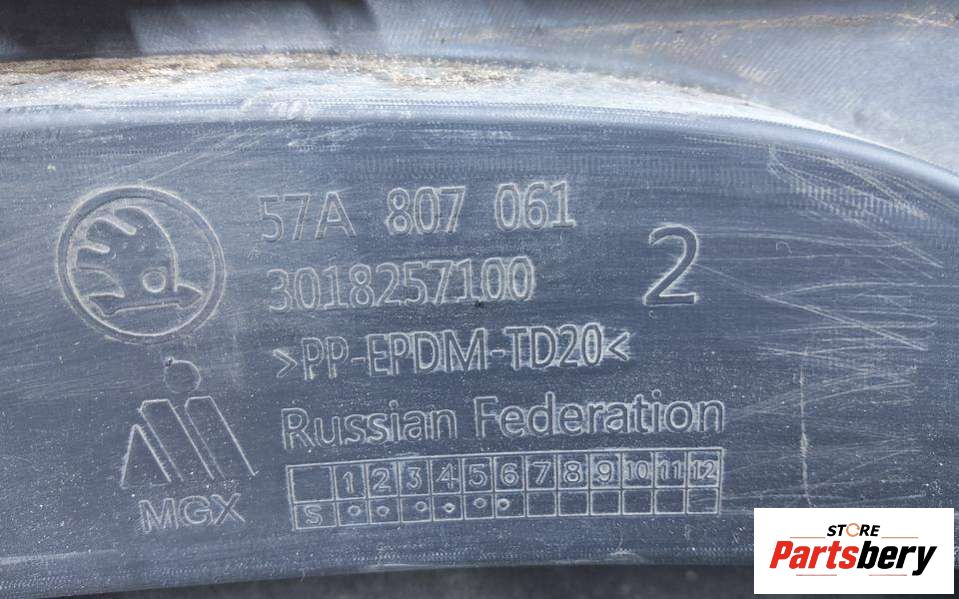 57A 807 061
2
3018257100
>PP-EPDM-TD20<
Russian Federation
MGX
1 2 3 4 5 6 7 8 9 10 11 12
S
STORE
Partsbery